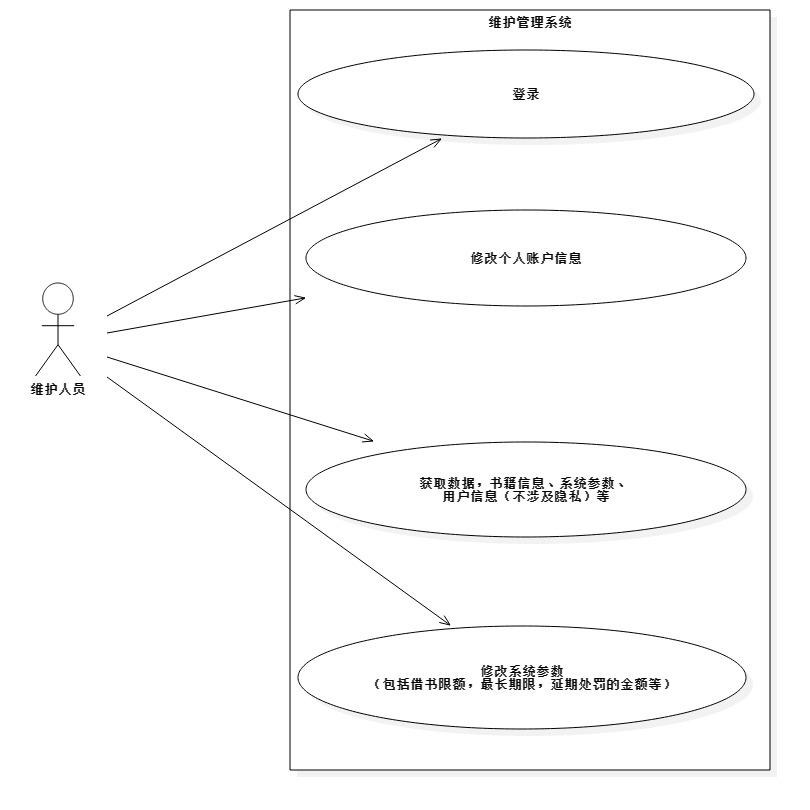 维护管理系统
登录
修改个人账户信息
维护人员
获取数据，书籍信息、系统参数、
用户信息（不涉及隐私）等
修改系统参数
（包括借书限额，最长期限，延期处罚的金额等）